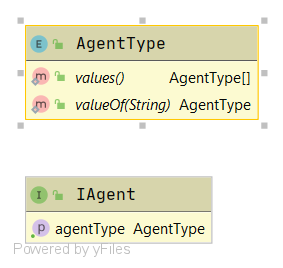 E AgentType
m values() AgentType[]
m valueOf(String) AgentType
I IAgent
p agentType AgentType
Powered by yFiles